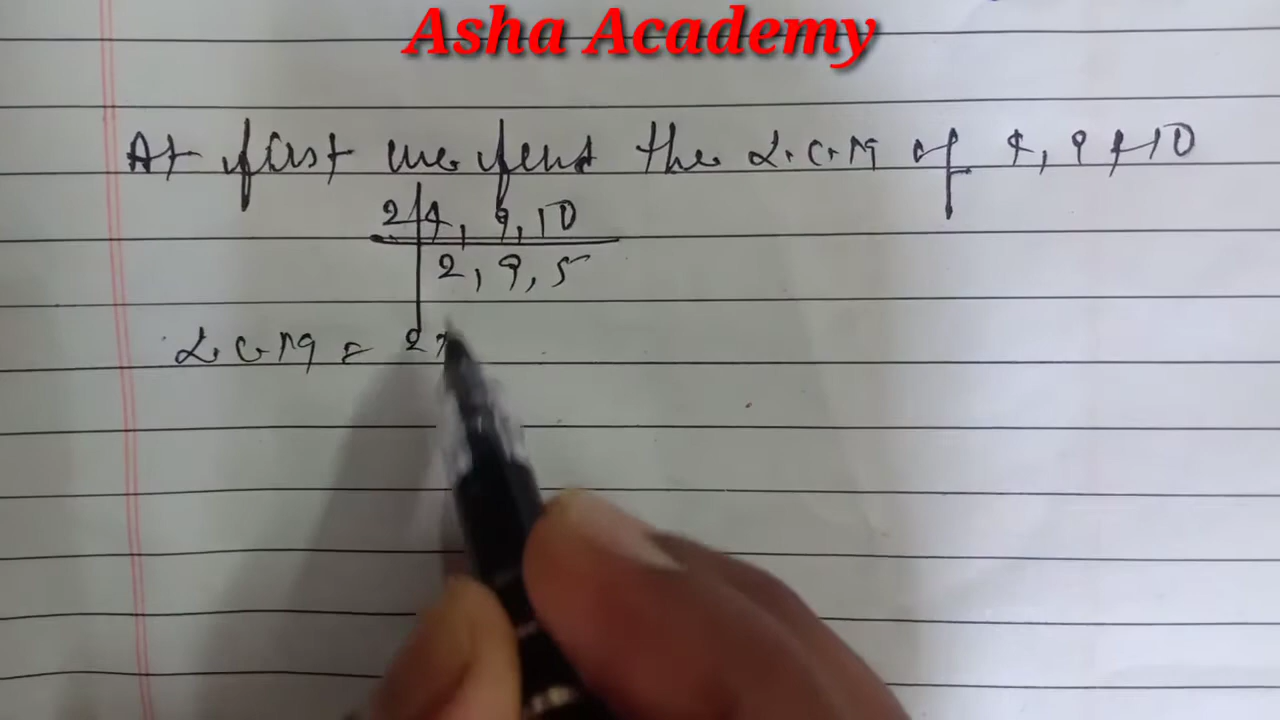 Asha Academy
At first we find the L.C.M of 4, 9 & 10
2 4, 9, 10
2, 9, 5
L.C.M = 2×